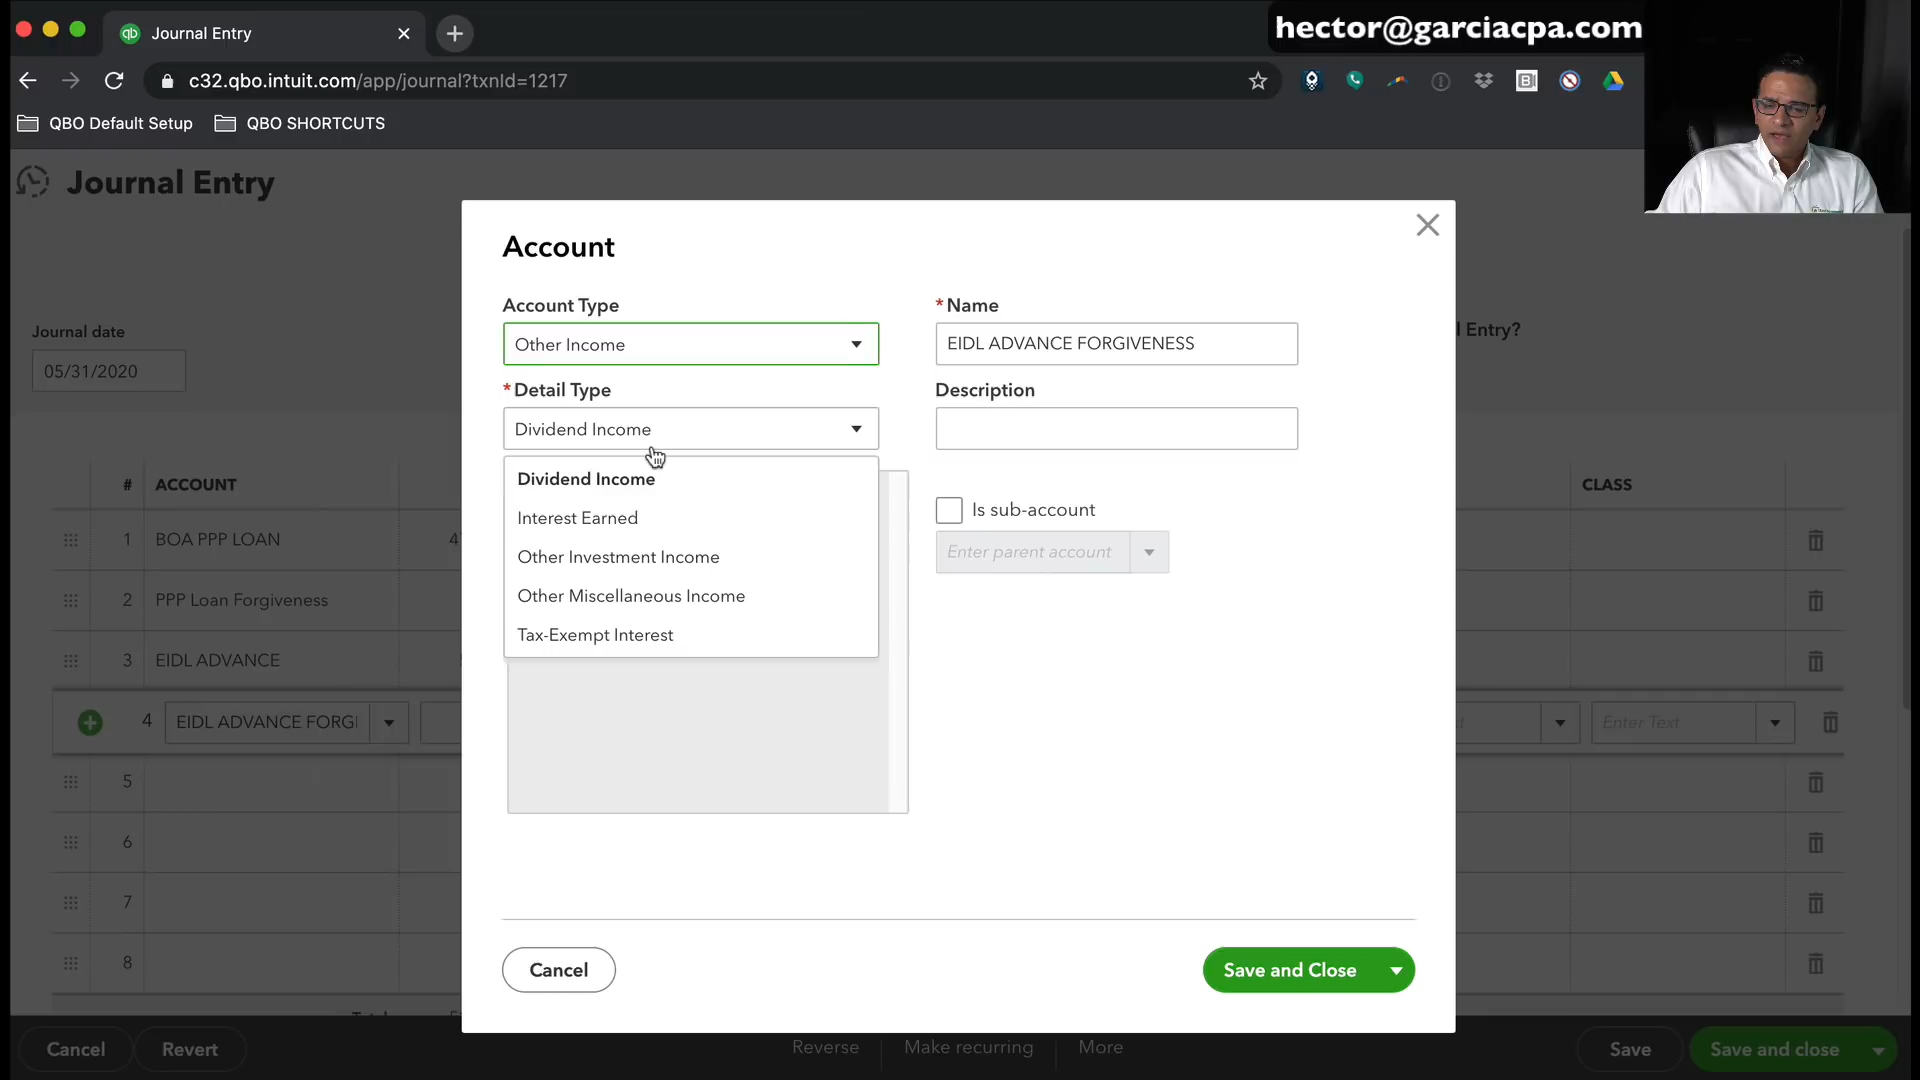 Journal Entry
hector@garciacpa.com
c32.qbo.intuit.com/app/journal?txnId=1217
QBO Default Setup
QBO SHORTCUTS
Journal Entry
Account
Account Type
* Name
Other Income
EIDL ADVANCE FORGIVENESS
l Entry?
Journal date
05/31/2020
* Detail Type
Description
Dividend Income
Dividend Income
Interest Earned
Other Investment Income
Other Miscellaneous Income
Tax-Exempt Interest
Is sub-account
Enter parent account
# ACCOUNT CLASS
1 BOA PPP LOAN
2 PPP Loan Forgiveness
3 EIDL ADVANCE
4 EIDL ADVANCE FORGI
Enter Text
5
6
7
8
Cancel
Save and Close
Cancel
Revert
Reverse
Make recurring
More
Save
Save and close